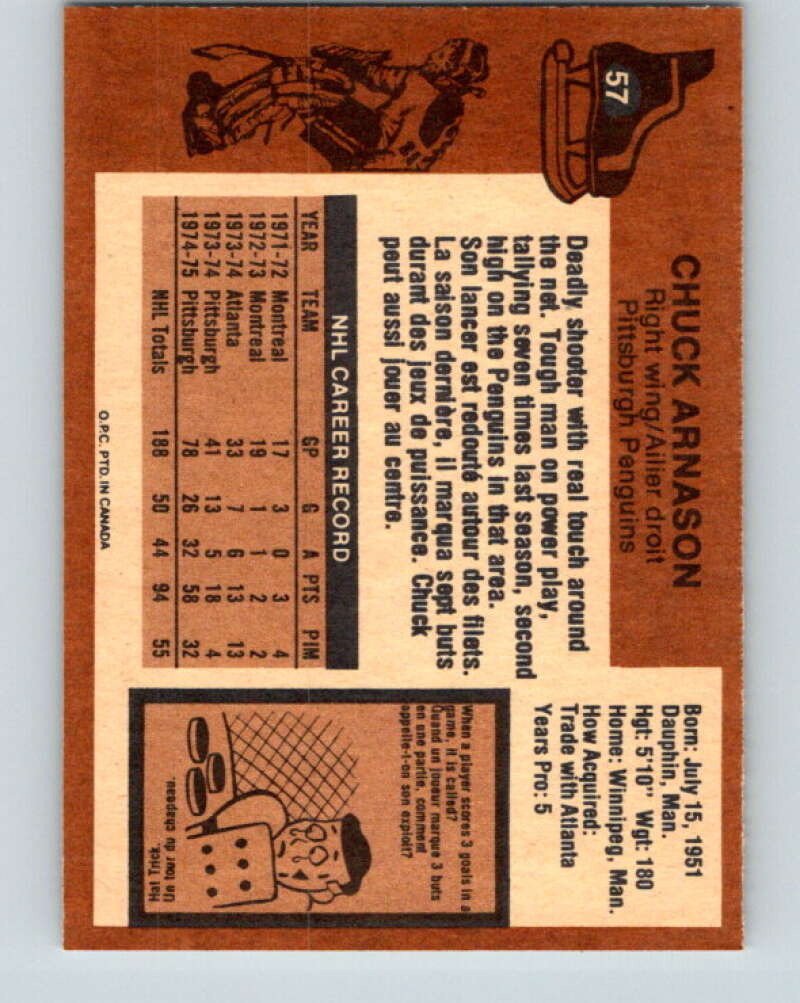 57
CHUCK ARNASON
Right wing/Ailier droit
Pittsburgh Penguins
Born: July 15, 1951
Dauphin, Man.
Hgt: 5'10" Wgt: 180
Home: Winnipeg, Man.
How Acquired:
Trade with Atlanta
Years Pro: 5
Deadly shooter with real touch around
the net. Tough man on power play,
tallying seven times last season, second
high on the Penguins in that area.
Son lancer est redouté autour des filets.
La saison dernière, il marqua sept buts
durant des jeux de puissance. Chuck
peut aussi jouer au centre.
NHL CAREER RECORD
YEAR TEAM GP G A PTS PIM
1971-72 Montreal 17 3 0 3 4
1972-73 Montreal 19 1 1 2 2
1973-74 Atlanta 33 7 6 13 13
1973-74 Pittsburgh 41 13 5 18 4
1974-75 Pittsburgh 78 26 32 58 32
NHL Totals 188 50 44 94 55
O.P.C. PTD. IN CANADA
When a player scores 3 goals in a
game, it is called?
Quand un joueur marque 3 buts
en une partie, comment
appelle-t-on son exploit?
Hat Trick.
Un tour du chapeau.